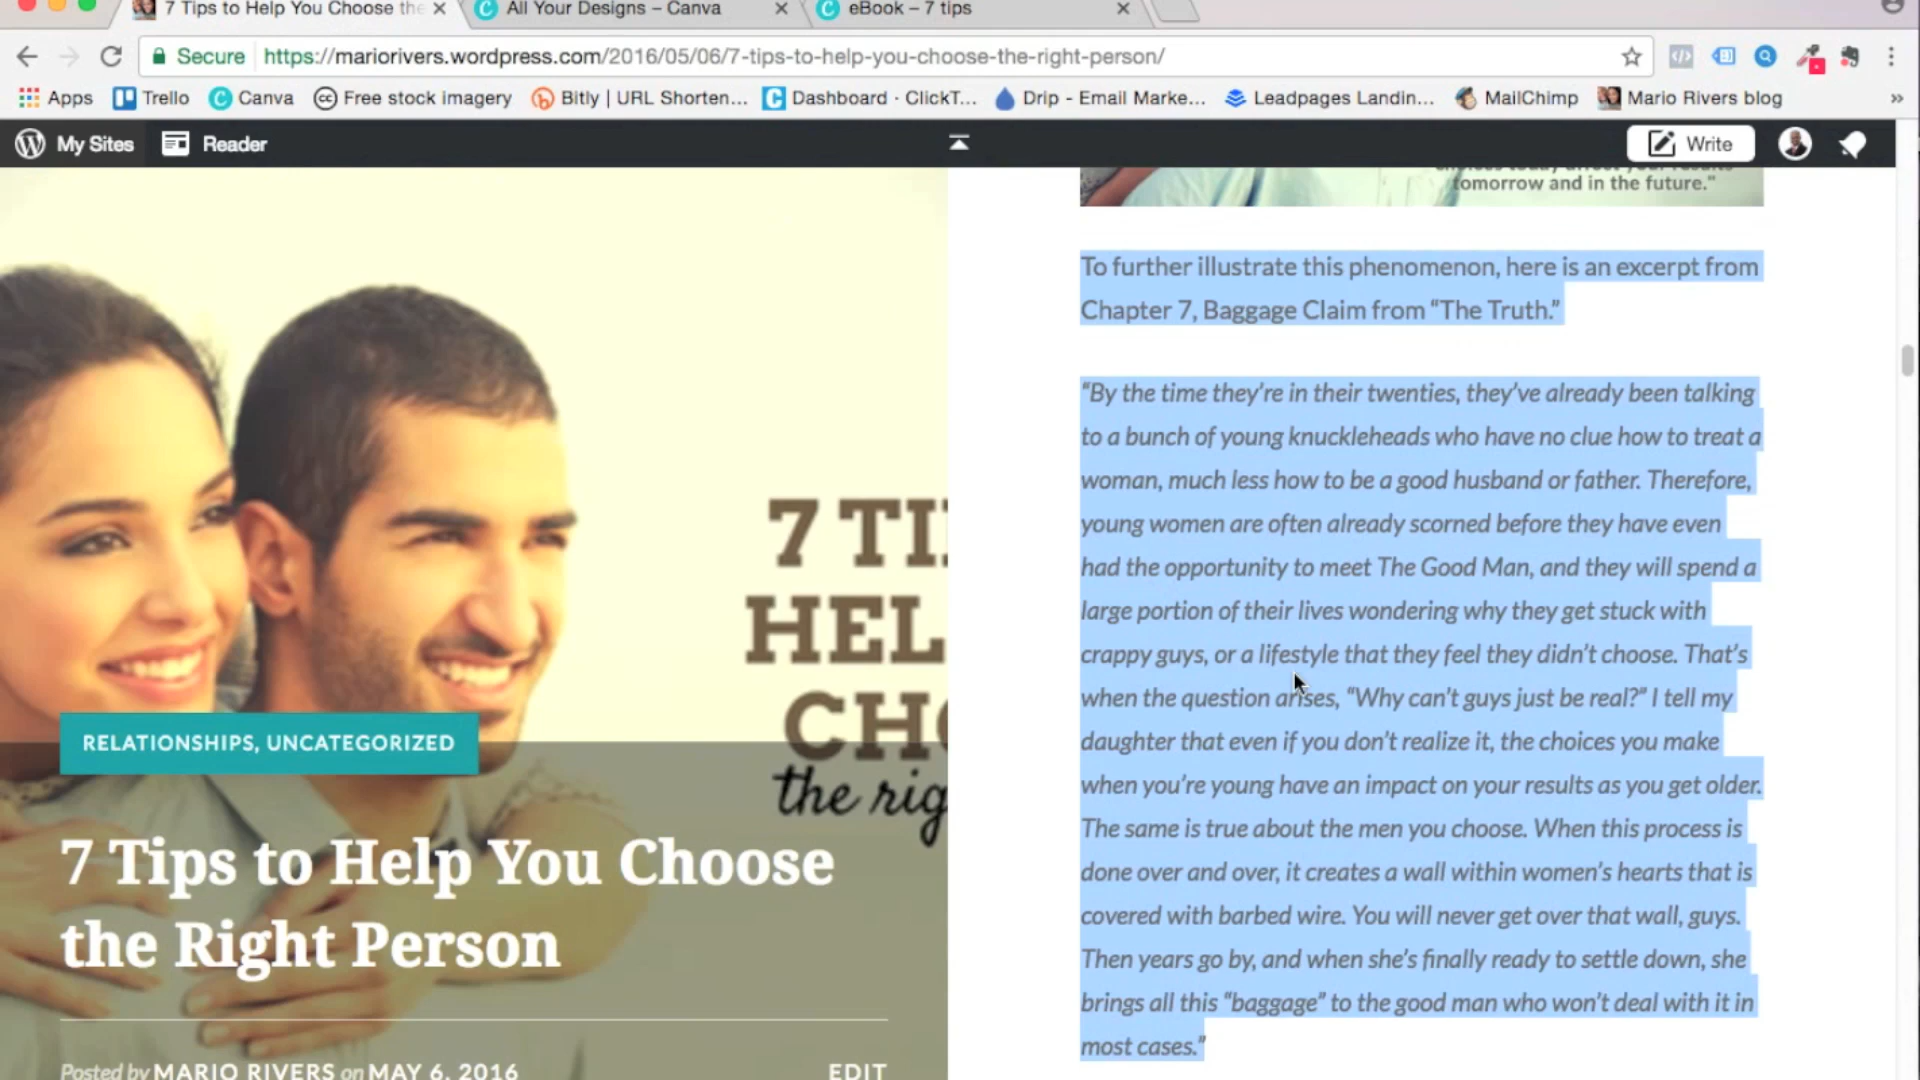 7 Tips to Help You Choose the
All Your Designs – Canva
eBook – 7 tips
Secure
https://mariorivers.wordpress.com/2016/05/06/7-tips-to-help-you-choose-the-right-person/
Apps
Trello
Canva
Free stock imagery
Bitly | URL Shorten...
Dashboard · ClickT...
Drip - Email Marke...
Leadpages Landin...
MailChimp
Mario Rivers blog
»
My Sites
Reader
Write
7 TI
HEL
CHO
the rig
RELATIONSHIPS, UNCATEGORIZED
7 Tips to Help You Choose
the Right Person
Posted by MARIO RIVERS on MAY 6, 2016
EDIT
tomorrow and in the future."
To further illustrate this phenomenon, here is an excerpt from
Chapter 7, Baggage Claim from “The Truth.”
“By the time they’re in their twenties, they’ve already been talking
to a bunch of young knuckleheads who have no clue how to treat a
woman, much less how to be a good husband or father. Therefore,
young women are often already scorned before they have even
had the opportunity to meet The Good Man, and they will spend a
large portion of their lives wondering why they get stuck with
crappy guys, or a lifestyle that they feel they didn’t choose. That’s
when the question arises, “Why can’t guys just be real?” I tell my
daughter that even if you don’t realize it, the choices you make
when you’re young have an impact on your results as you get older.
The same is true about the men you choose. When this process is
done over and over, it creates a wall within women’s hearts that is
covered with barbed wire. You will never get over that wall, guys.
Then years go by, and when she’s finally ready to settle down, she
brings all this “baggage” to the good man who won’t deal with it in
most cases.”